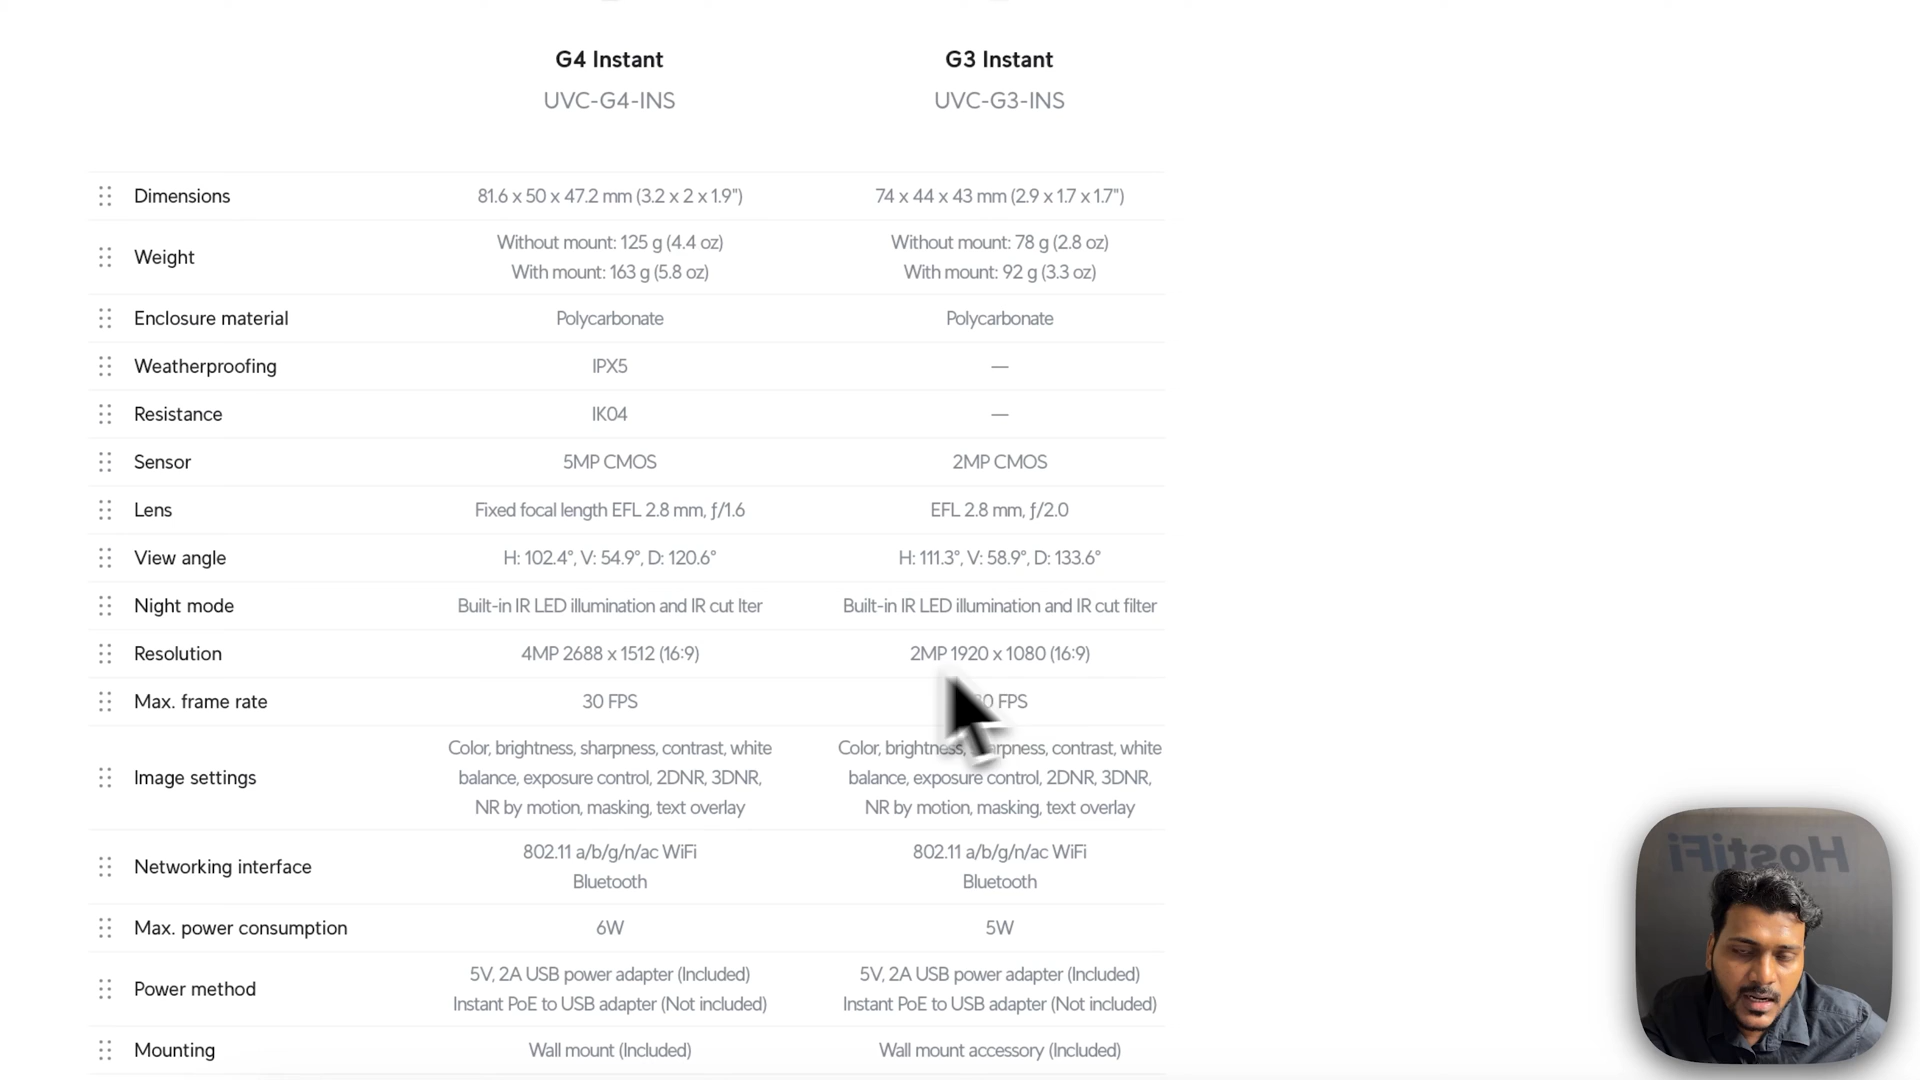 G4 Instant G3 Instant
UVC-G4-INS UVC-G3-INS
Dimensions 81.6 x 50 x 47.2 mm (3.2 x 2 x 1.9") 74 x 44 x 43 mm (2.9 x 1.7 x 1.7")
Weight Without mount: 125 g (4.4 oz) Without mount: 78 g (2.8 oz)
With mount: 163 g (5.8 oz) With mount: 92 g (3.3 oz)
Enclosure material Polycarbonate Polycarbonate
Weatherproofing IPX5 —
Resistance IK04 —
Sensor 5MP CMOS 2MP CMOS
Lens Fixed focal length EFL 2.8 mm, ƒ/1.6 EFL 2.8 mm, ƒ/2.0
View angle H: 102.4°, V: 54.9°, D: 120.6° H: 111.3°, V: 58.9°, D: 133.6°
Night mode Built-in IR LED illumination and IR cut lter Built-in IR LED illumination and IR cut filter
Resolution 4MP 2688 x 1512 (16:9) 2MP 1920 x 1080 (16:9)
Max. frame rate 30 FPS FPS
Color, brightness, sharpness, contrast, white Color, brightness, sharpness, contrast, white
Image settings balance, exposure control, 2DNR, 3DNR, balance, exposure control, 2DNR, 3DNR,
NR by motion, masking, text overlay NR by motion, masking, text overlay
Networking interface 802.11 a/b/g/n/ac WiFi 802.11 a/b/g/n/ac WiFi
Bluetooth Bluetooth
Max. power consumption 6W 5W
Power method 5V, 2A USB power adapter (Included) 5V, 2A USB power adapter (Included)
Instant PoE to USB adapter (Not included) Instant PoE to USB adapter (Not included)
Mounting Wall mount (Included) Wall mount accessory (Included)
HostiFi